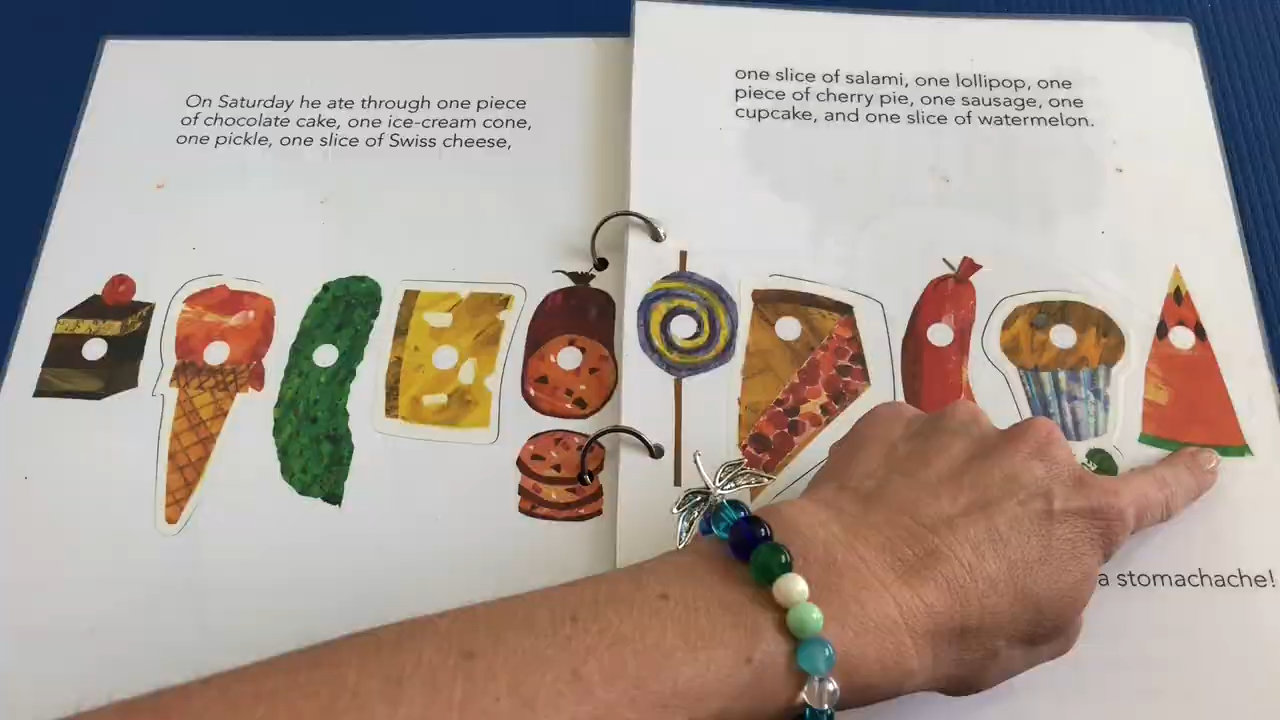 On Saturday he ate through one piece
of chocolate cake, one ice-cream cone,
one pickle, one slice of Swiss cheese,
one slice of salami, one lollipop, one
piece of cherry pie, one sausage, one
cupcake, and one slice of watermelon.
a stomachache!